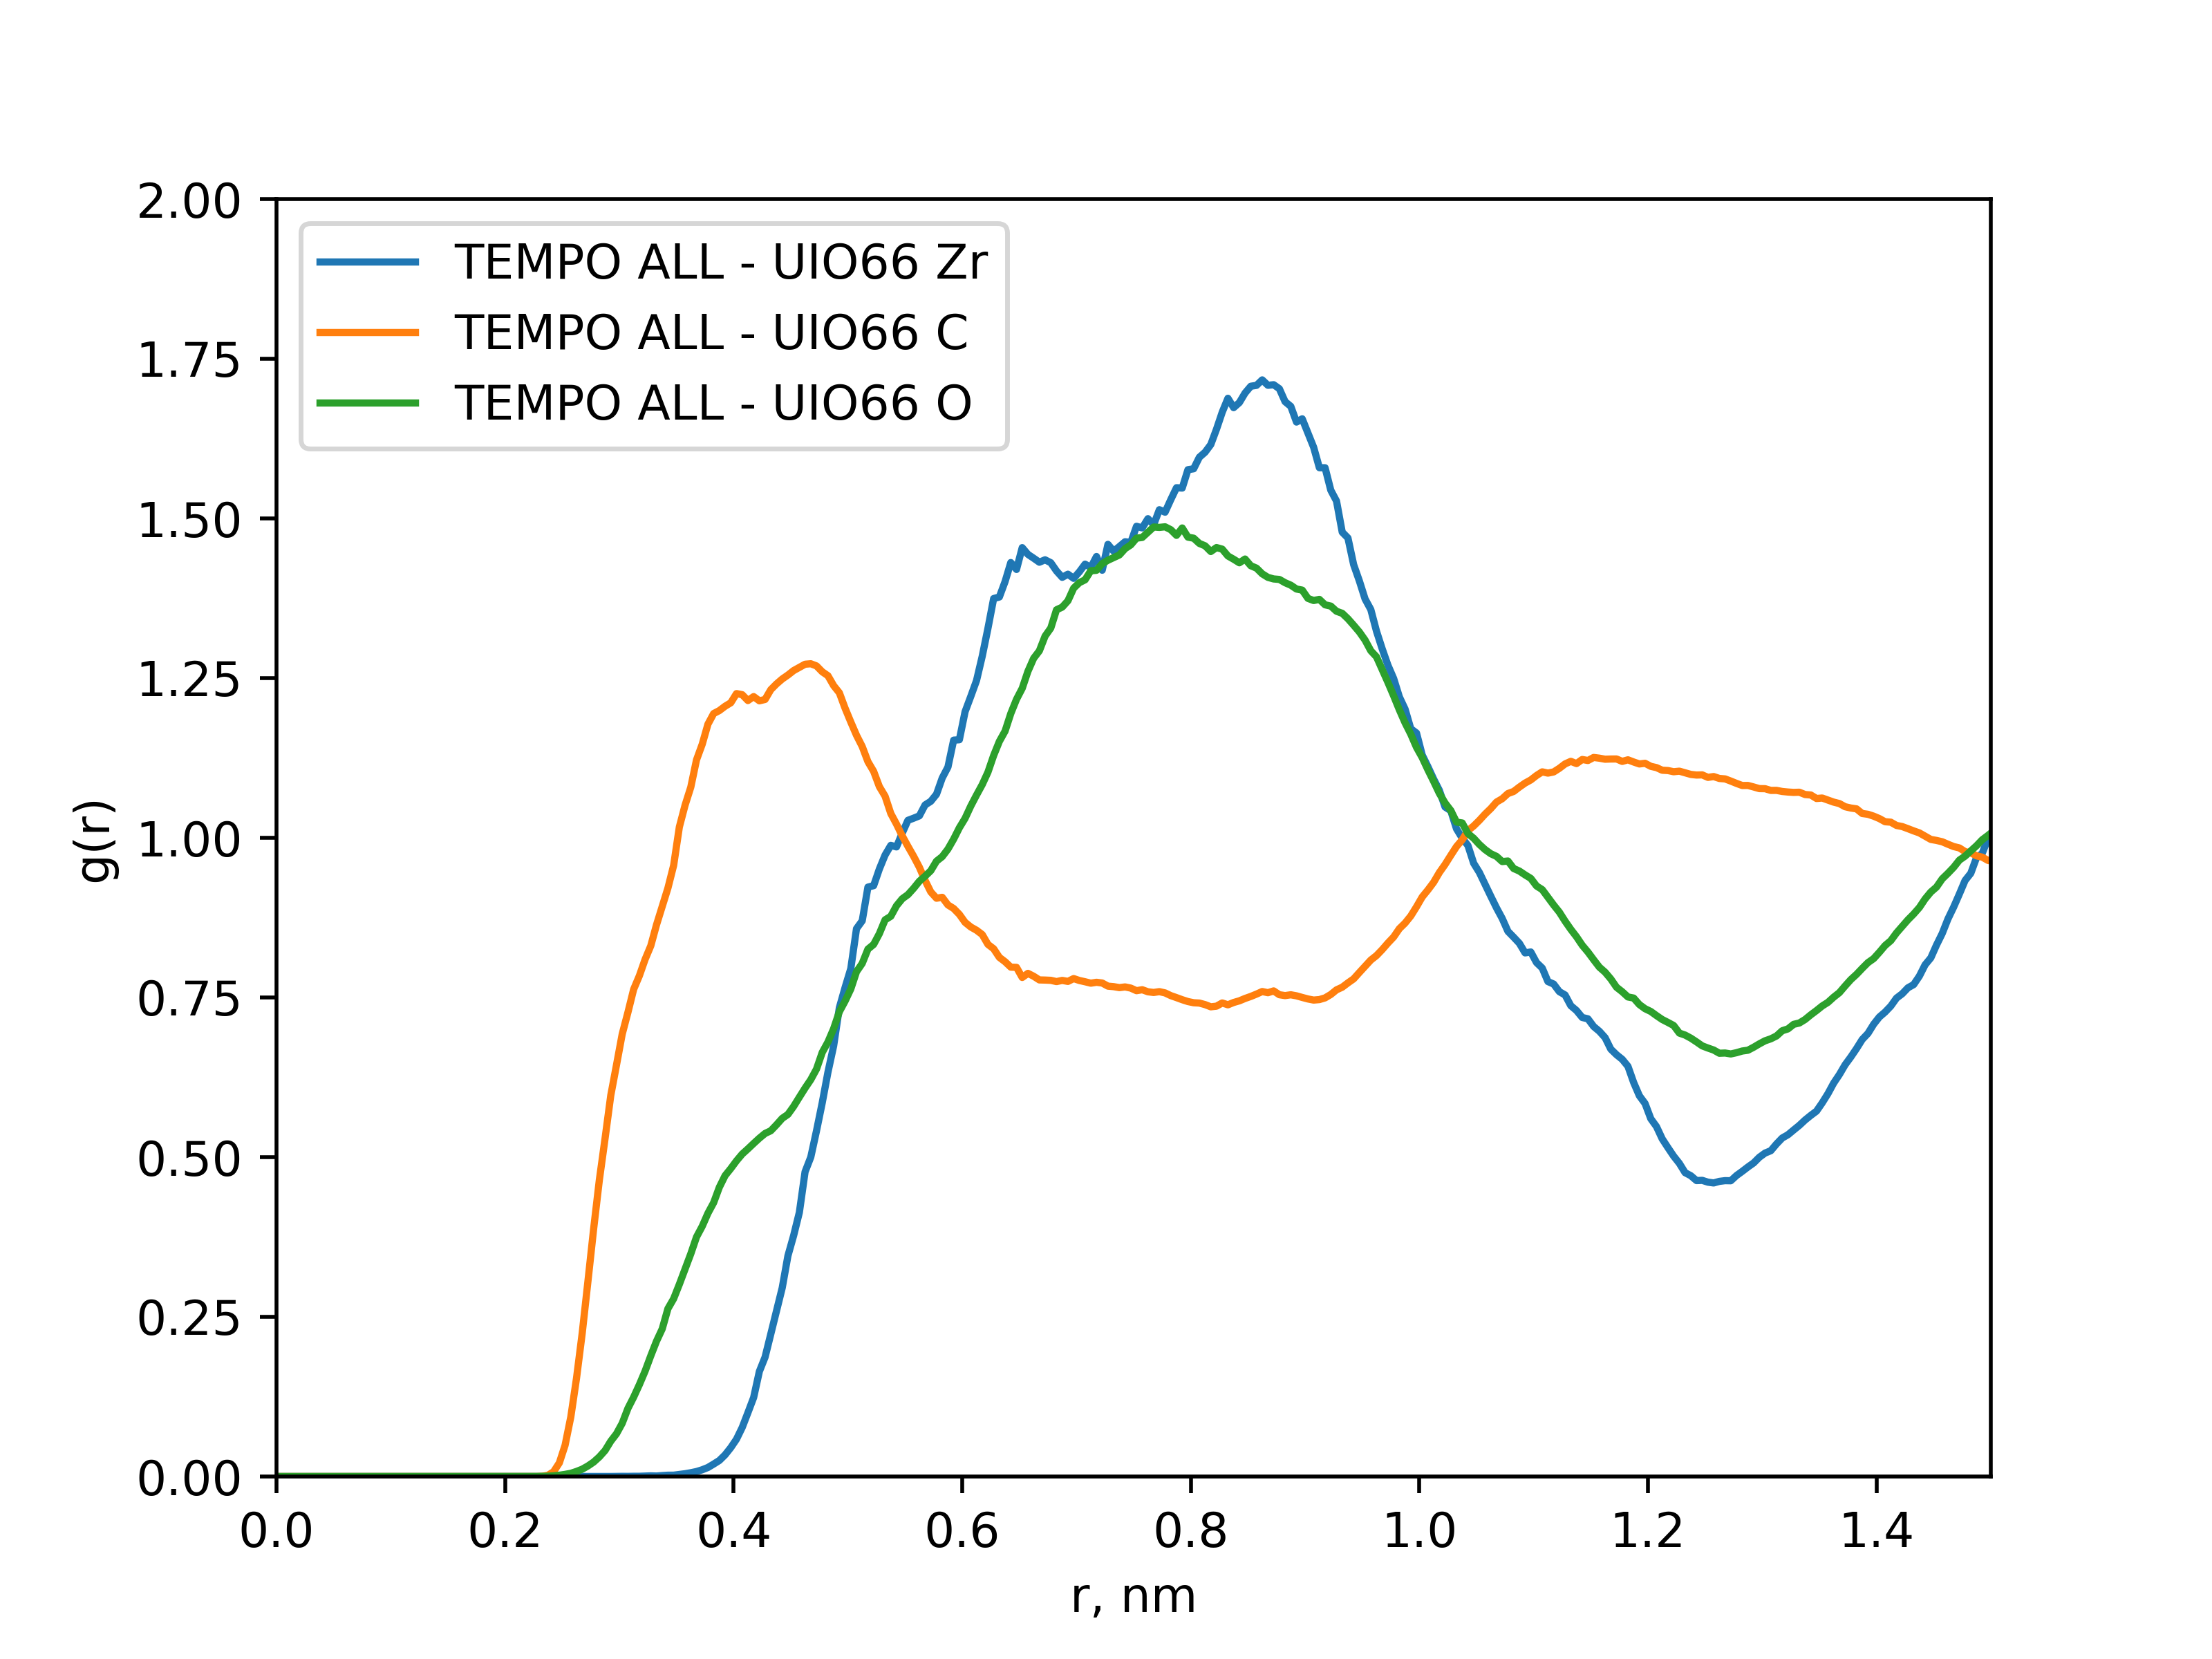 TEMPO ALL - UIO66 Zr
TEMPO ALL - UIO66 C
TEMPO ALL - UIO66 O
2.00
1.75
1.50
1.25
1.00
0.75
0.50
0.25
0.00
g(r)
0.0 0.2 0.4 0.6 0.8 1.0 1.2 1.4
r, nm